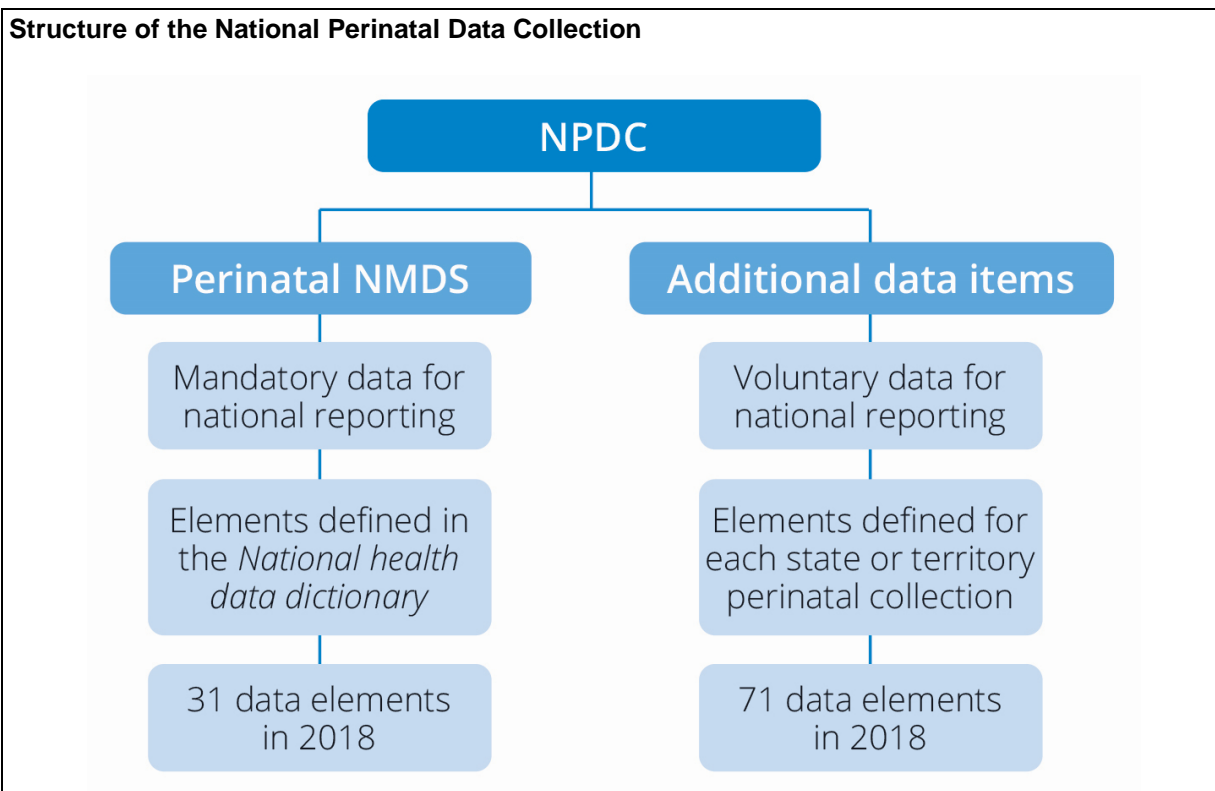 Structure of the National Perinatal Data Collection
NPDC
Perinatal NMDS
Mandatory data for
national reporting
Elements defined in
the National health
data dictionary
31 data elements
in 2018
Additional data items
Voluntary data for
national reporting
Elements defined for
each state or territory
perinatal collection
71 data elements
in 2018